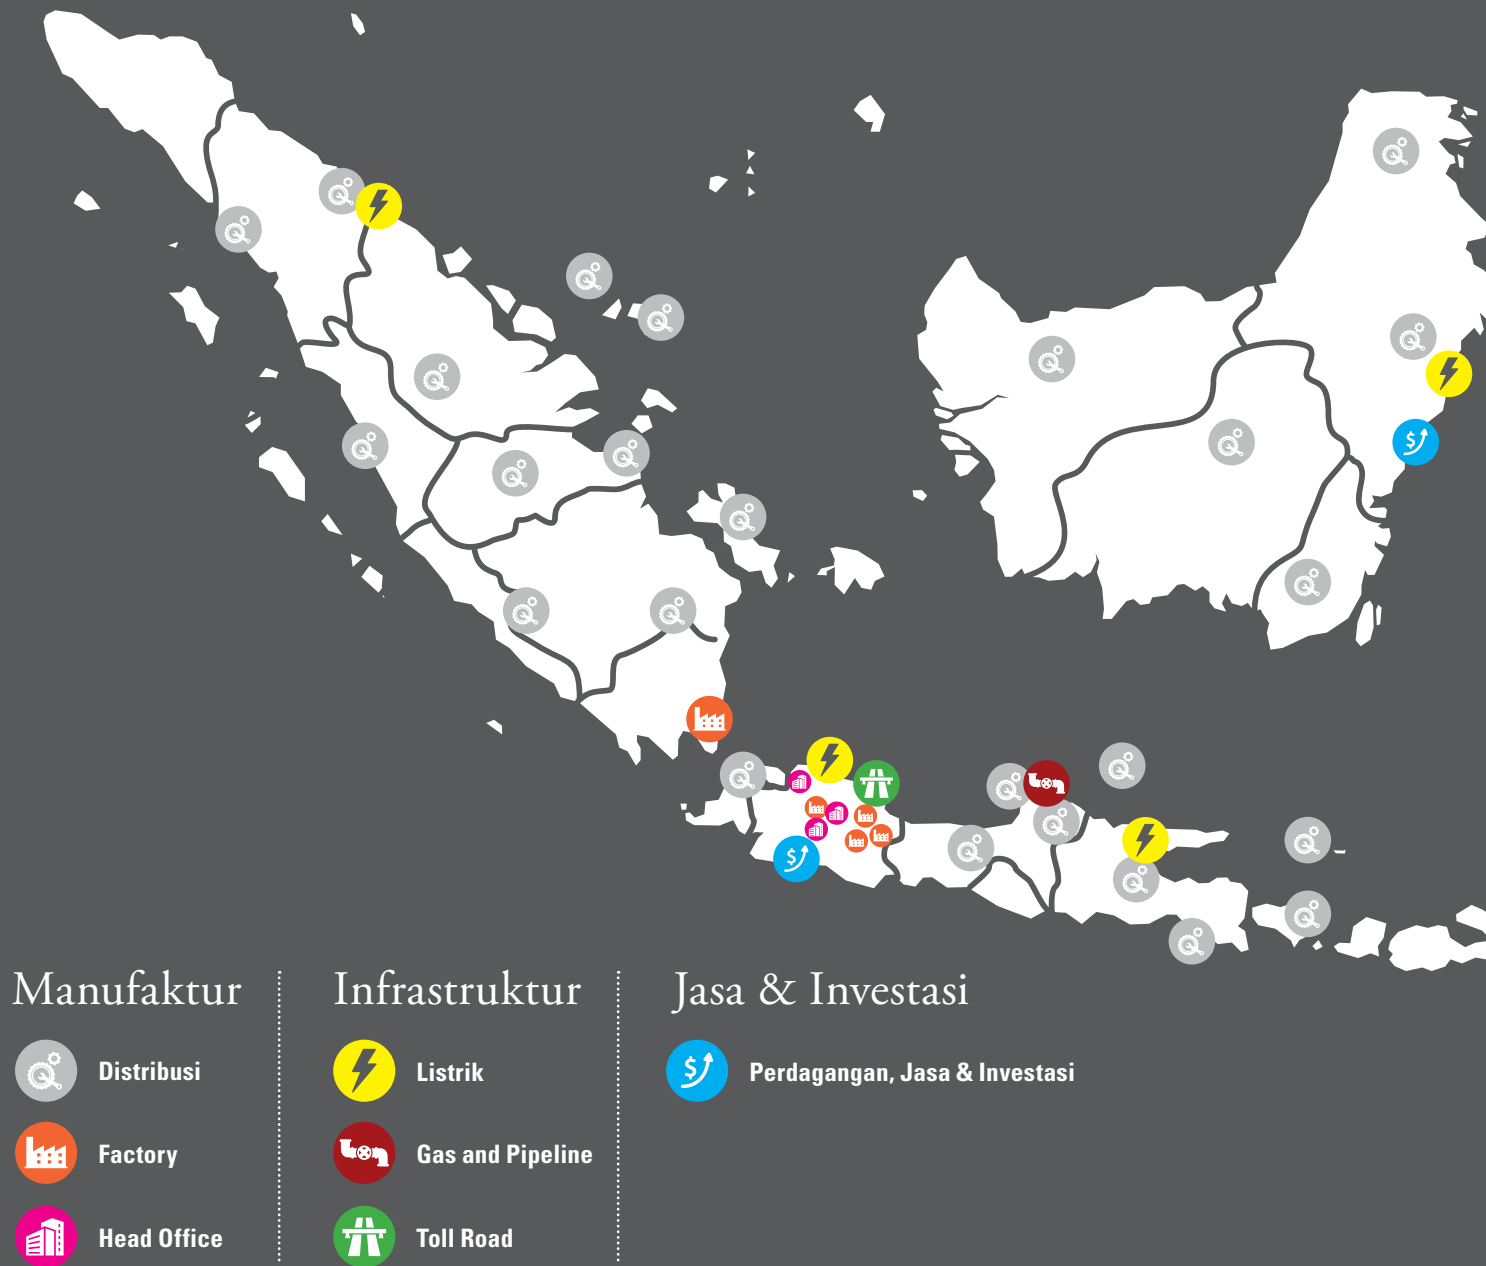 Manufaktur
Distribusi
Factory
Head Office
Infrastruktur
Listrik
Gas and Pipeline
Toll Road
Jasa & Investasi
Perdagangan, Jasa & Investasi